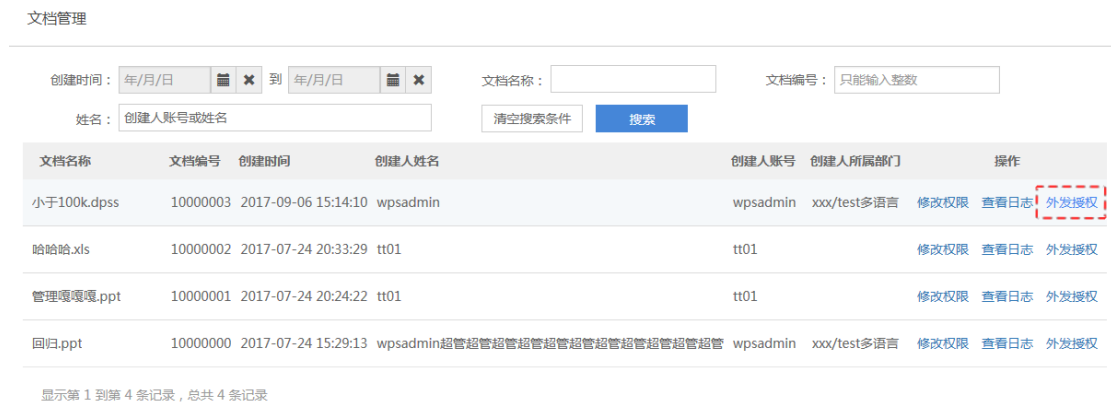 文档管理
创建时间： 年/月/日 到 年/月/日 文档名称： 文档编号： 只能输入整数
姓名： 创建人账号或姓名 清空搜索条件 搜索
文档名称 文档编号 创建时间 创建人姓名 创建人账号 创建人所属部门 操作
小于100k.dpss 10000003 2017-09-06 15:14:10 wpsadmin wpsadmin xxx/test多语言 修改权限 查看日志 外发授权
哈哈哈.xls 10000002 2017-07-24 20:33:29 tt01 tt01 修改权限 查看日志 外发授权
管理嘎嘎嘎.ppt 10000001 2017-07-24 20:24:22 tt01 tt01 修改权限 查看日志 外发授权
回归.ppt 10000000 2017-07-24 15:29:13 wpsadmin超管超管超管超管超管超管超管超管超管超管超管 wpsadmin xxx/test多语言 修改权限 查看日志 外发授权
显示第 1 到第 4 条记录，总共 4 条记录